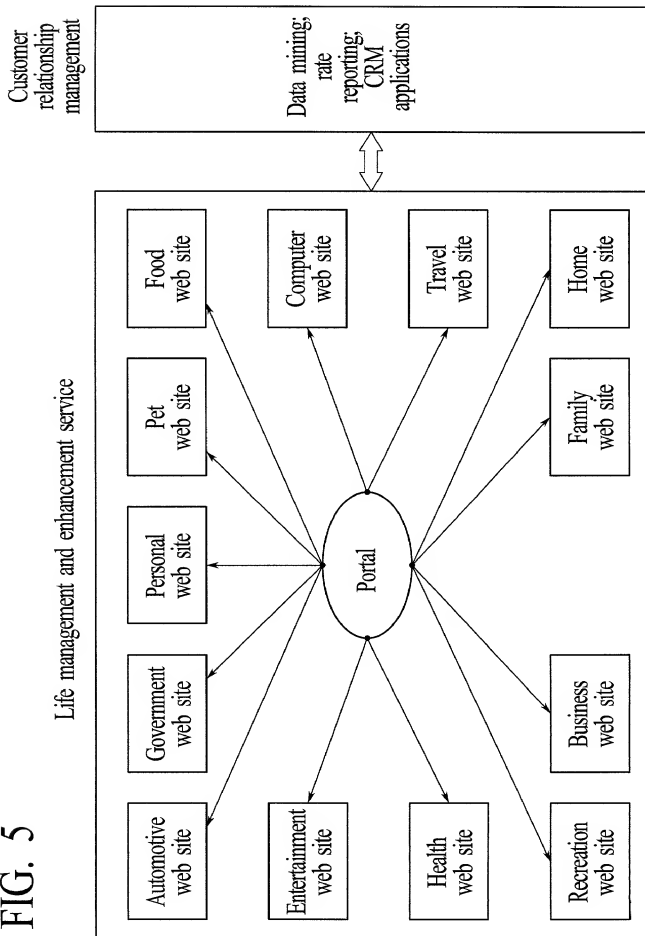 FIG. 5
Life management and enhancement service
Customer
relationship
management
Automotive
web site
Government
web site
Personal
web site
Pet
web site
Food
web site
Entertainment
web site
Computer
web site
Portal
Health
web site
Travel
web site
Recreation
web site
Business
web site
Family
web site
Home
web site
Data mining;
rate
reporting;
CRM
applications